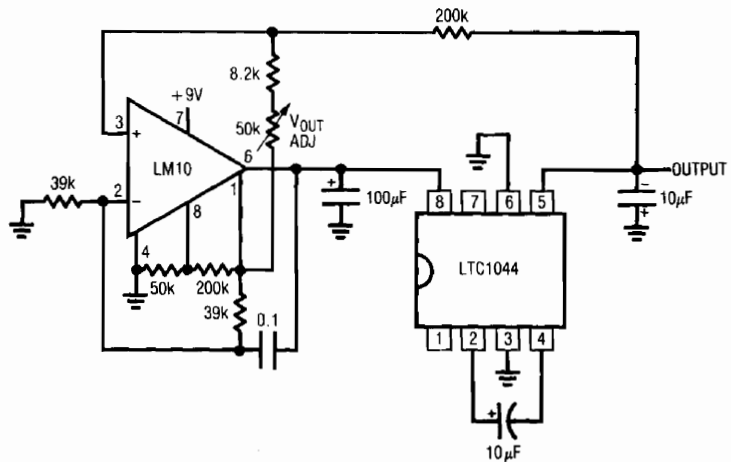 200k
8.2k
+9V
3
+
7
50k
V_OUT
ADJ
LM10
6
OUTPUT
39k
2
−
1
+
100µF
8
7
6
5
−
10µF
+
8
4
50k
200k
LTC1044
39k
0.1
1
2
3
4
+
10µF